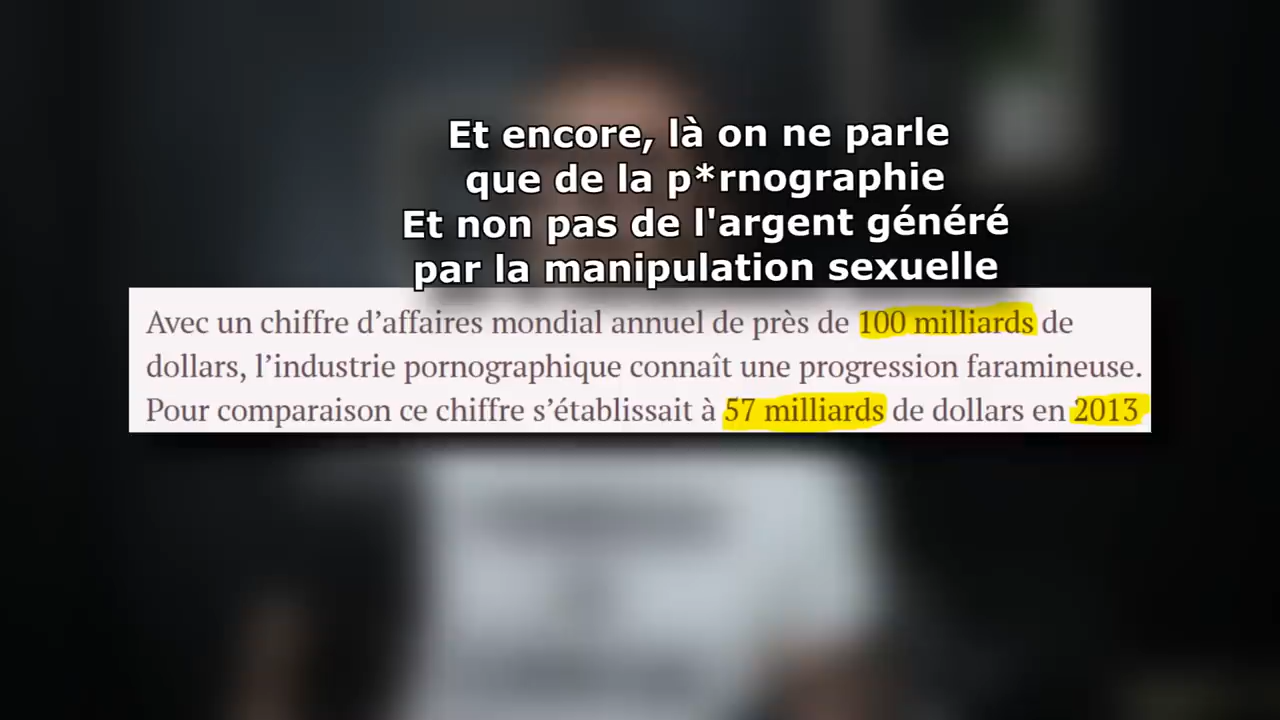 Et encore, là on ne parle
que de la p*rnographie
Et non pas de l'argent généré
par la manipulation sexuelle
Avec un chiffre d’affaires mondial annuel de près de 100 milliards de
dollars, l’industrie pornographique connaît une progression faramineuse.
Pour comparaison ce chiffre s’établissait à 57 milliards de dollars en 2013